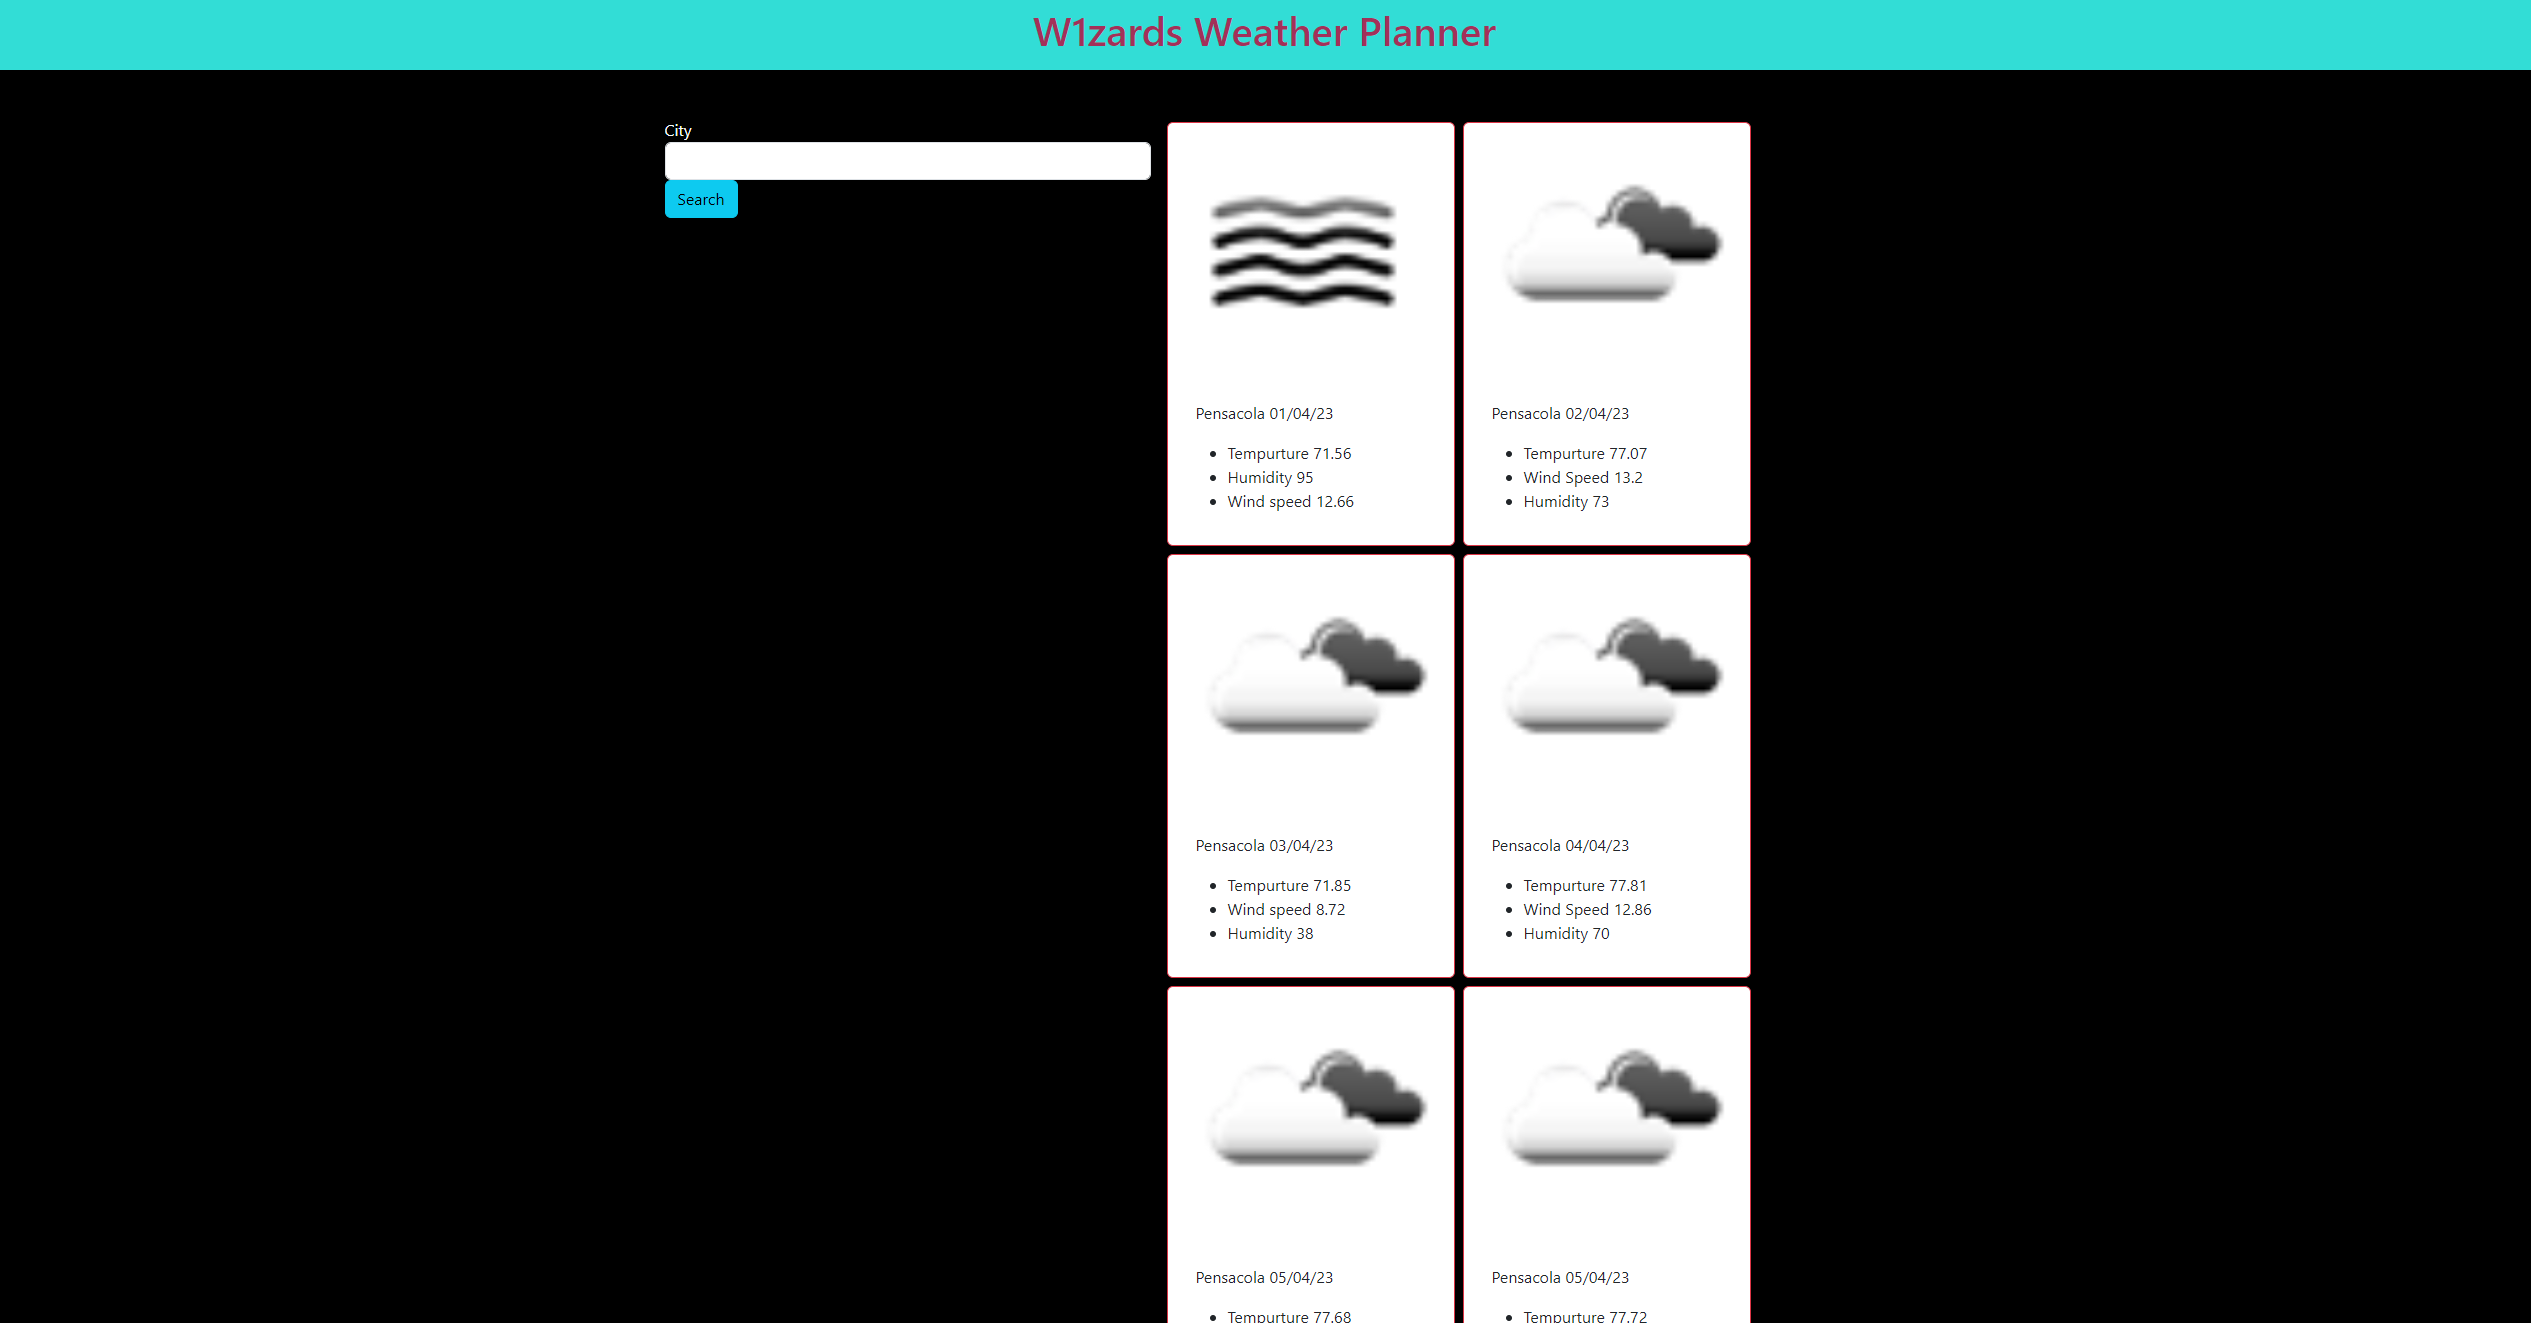 W1zards Weather Planner
City
Search
Pensacola 01/04/23
Tempurture 71.56
Humidity 95
Wind speed 12.66
Pensacola 02/04/23
Tempurture 77.07
Wind Speed 13.2
Humidity 73
Pensacola 03/04/23
Tempurture 71.85
Wind speed 8.72
Humidity 38
Pensacola 04/04/23
Tempurture 77.81
Wind Speed 12.86
Humidity 70
Pensacola 05/04/23
Tempurture 77.68
Pensacola 05/04/23
Tempurture 77.72